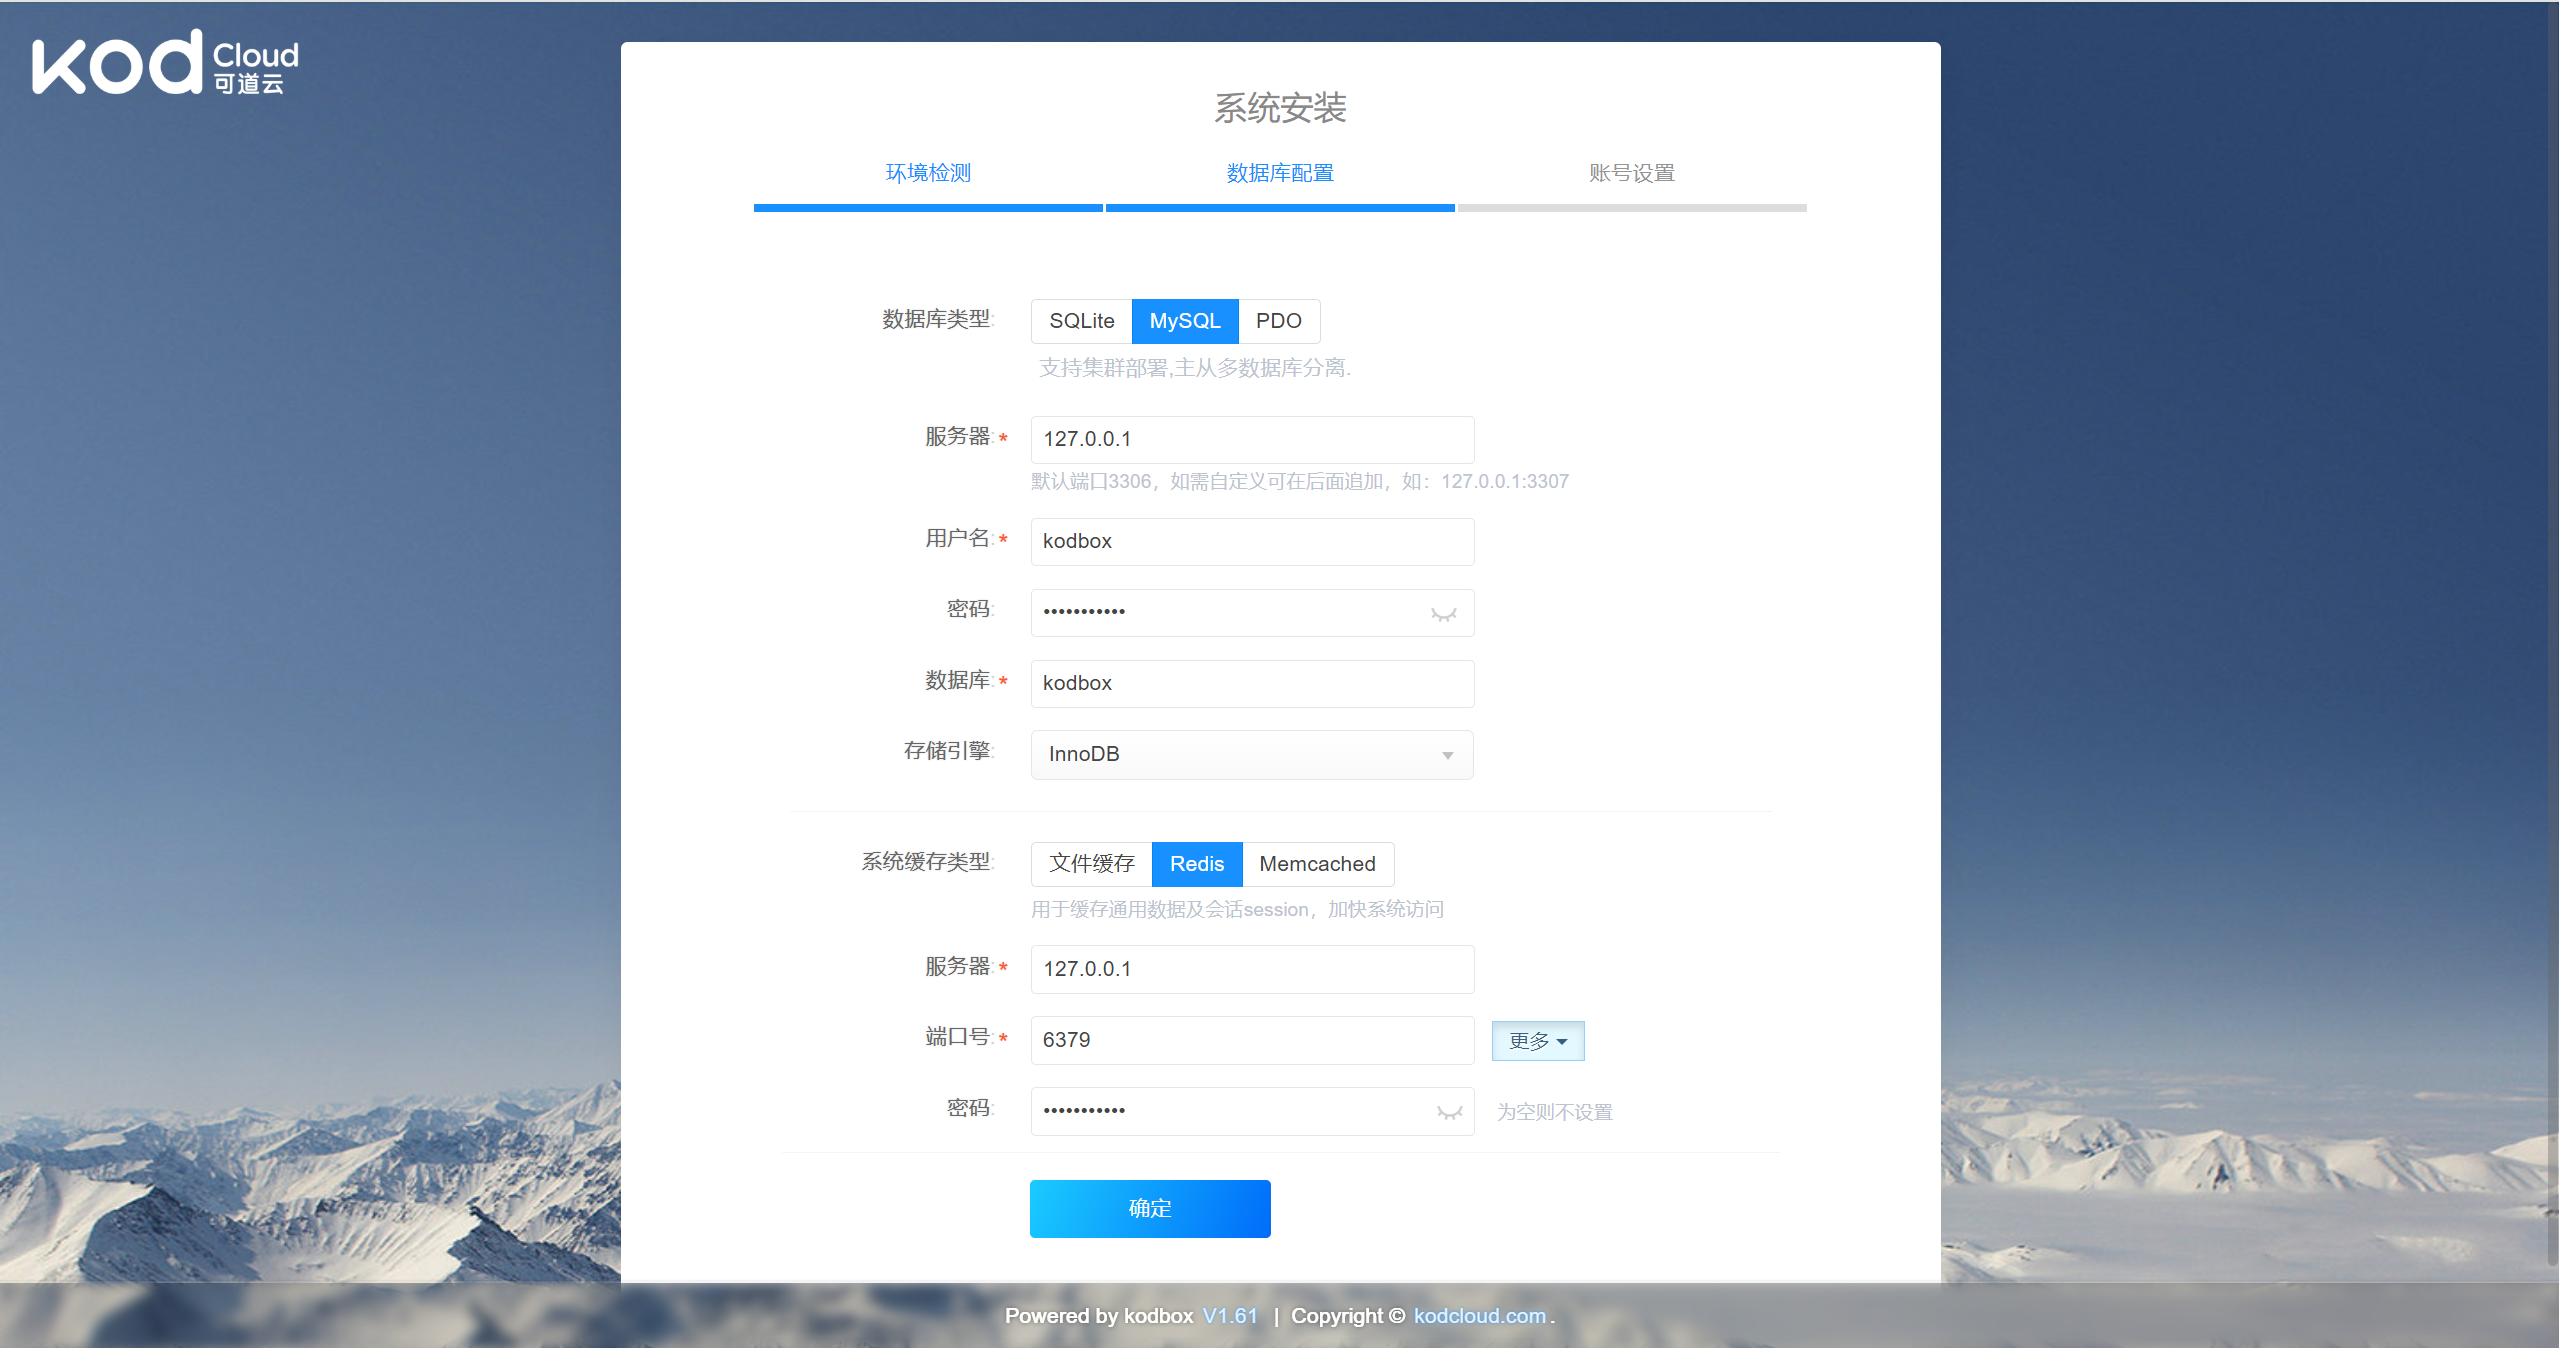 kod Cloud
可道云
系统安装
环境检测 数据库配置 账号设置
数据库类型: SQLite MySQL PDO
支持集群部署,主从多数据库分离.
服务器:* 127.0.0.1
默认端口3306，如需自定义可在后面追加，如：127.0.0.1:3307
用户名:* kodbox
密码: •••••••••••
数据库:* kodbox
存储引擎: InnoDB
系统缓存类型: 文件缓存 Redis Memcached
用于缓存通用数据及会话session，加快系统访问
服务器:* 127.0.0.1
端口号:* 6379 更多
密码: ••••••••••• 为空则不设置
确定
Powered by kodbox V1.61 | Copyright © kodcloud.com.